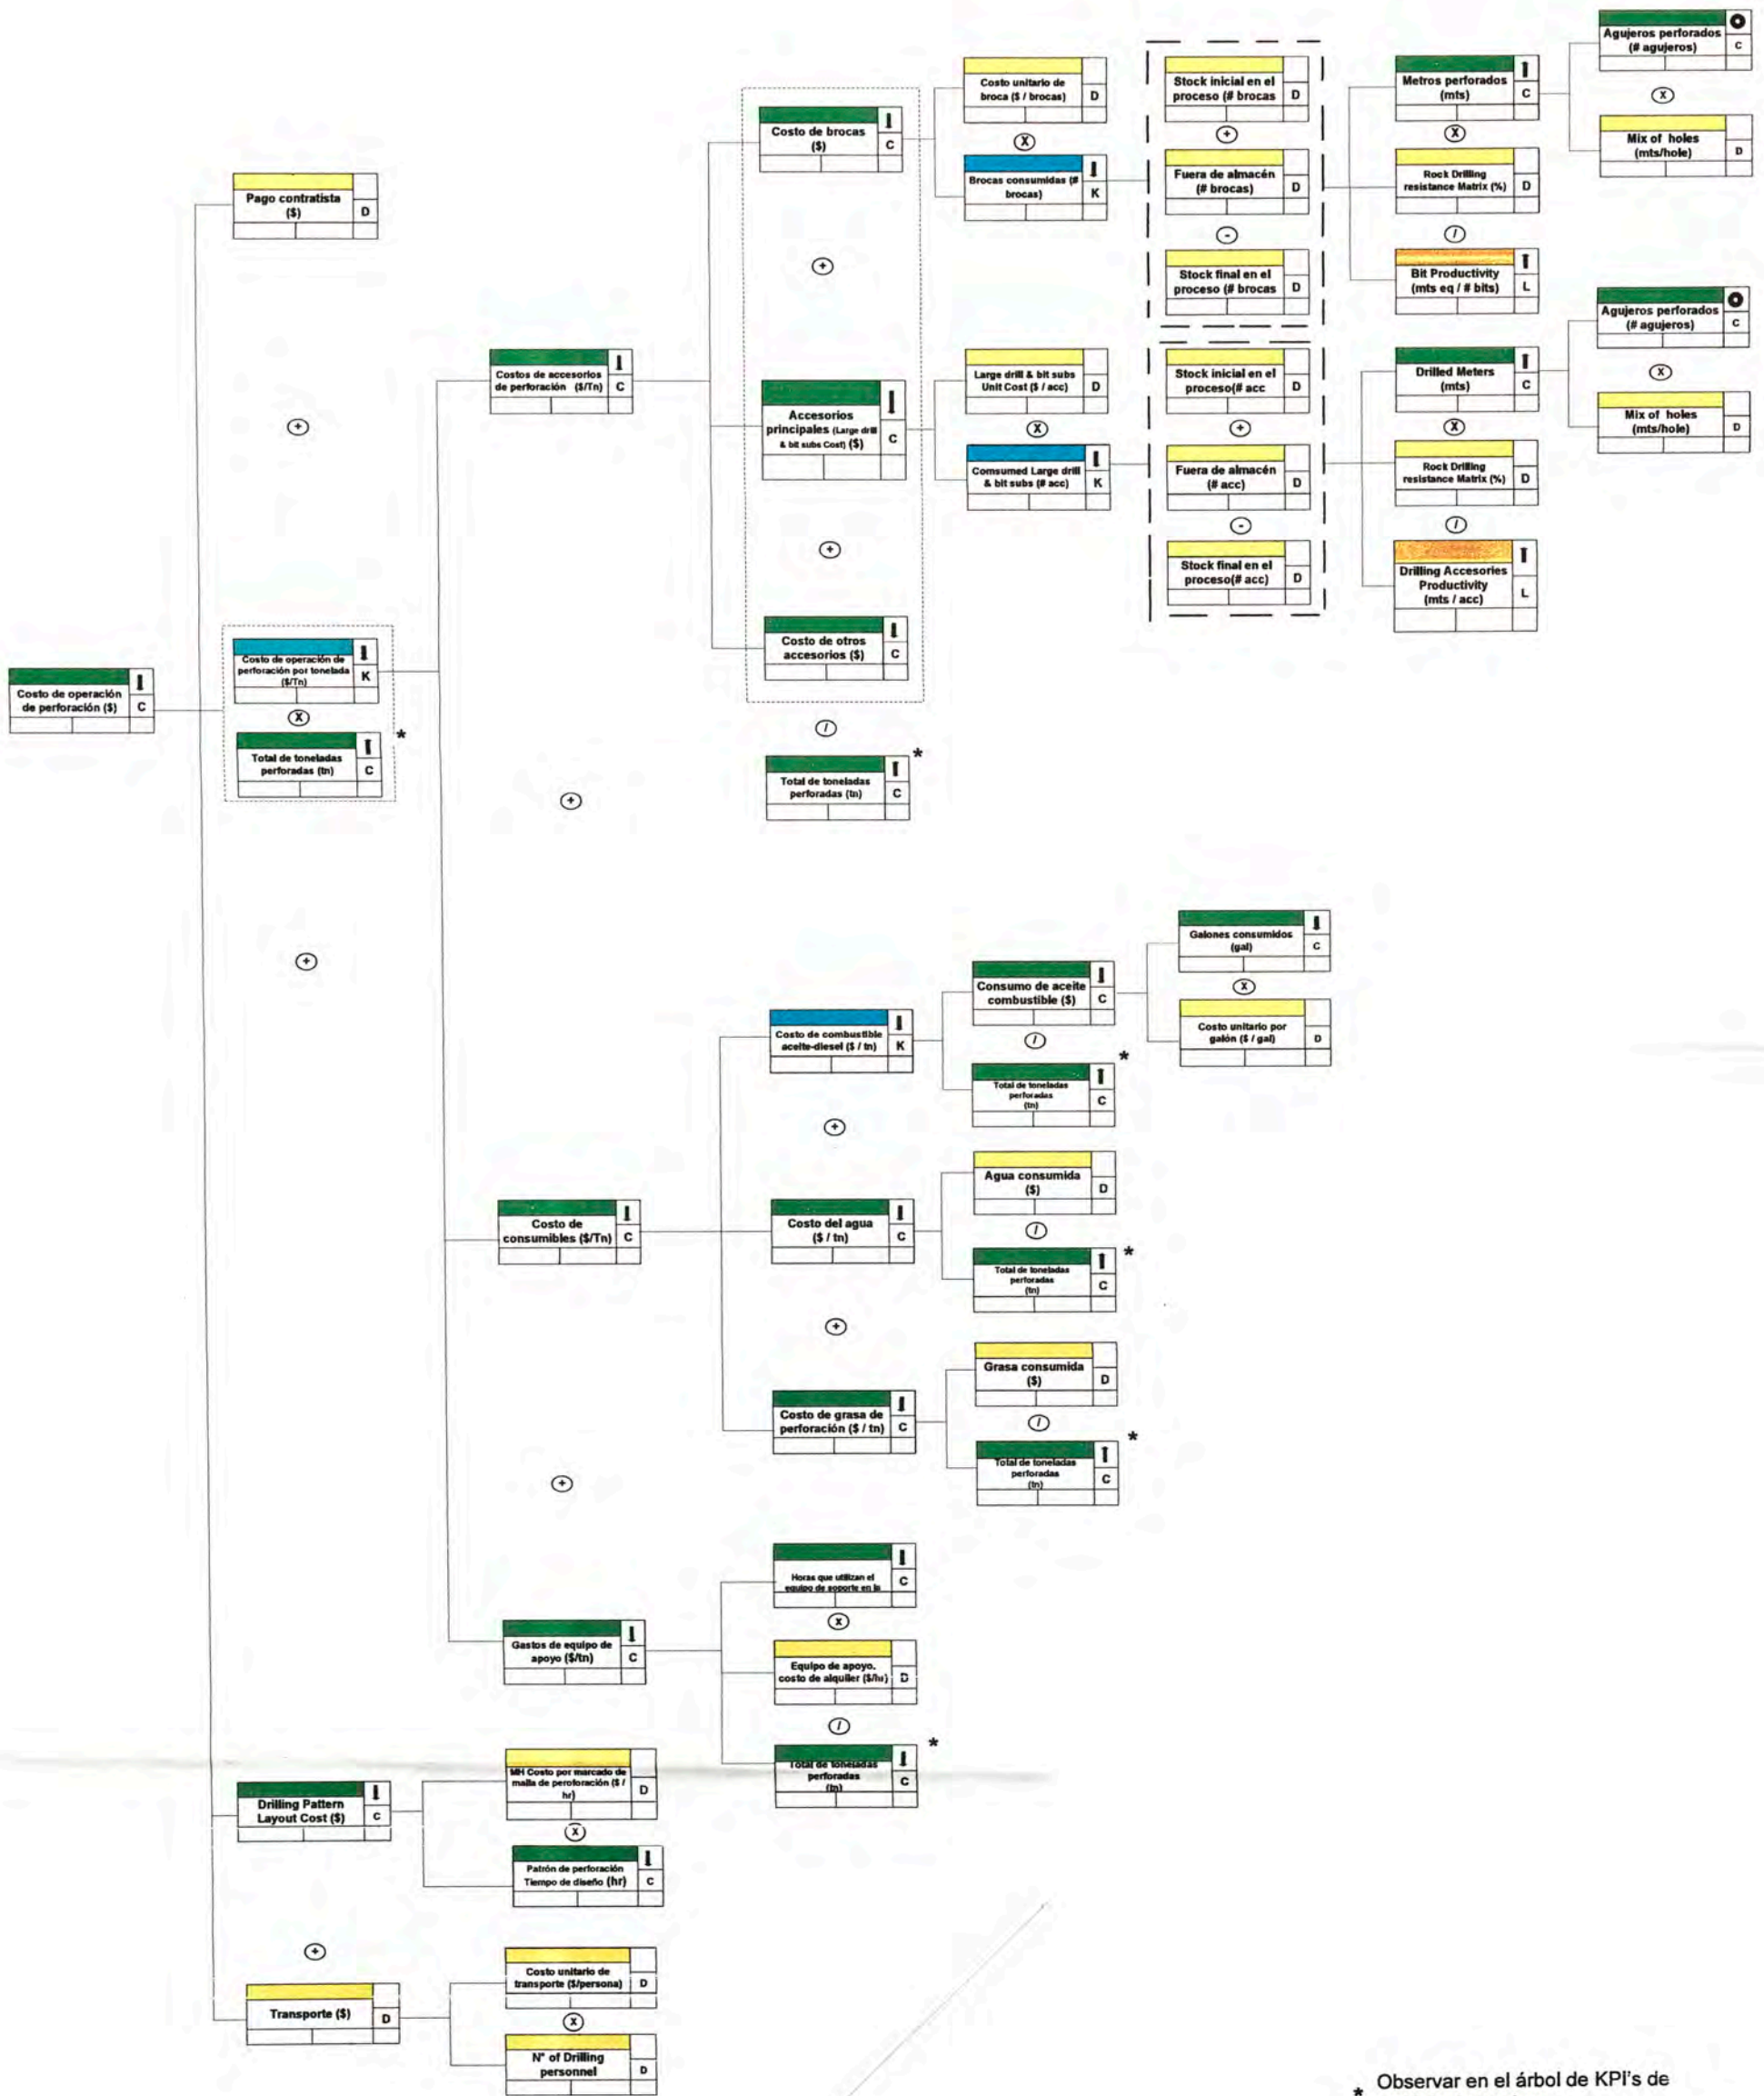 Costo de operación
de perforación ($)
C
Pago contratista
($)
D
+
Costo de operación de
perforación por tonelada
($/Tn)
K
X
Total de toneladas
perforadas (tn)
C
*
+
Drilling Pattern
Layout Cost ($)
C
+
Transporte ($)
D
Costos de accesorios
de perforación ($/Tn)
C
+
Costo de
consumibles ($/Tn)
C
+
Gastos de equipo de
apoyo ($/tn)
C
MH Costo por marcado de
malla de peroforación ($ /
hr)
D
X
Patrón de perforación
Tiempo de diseño (hr)
C
Costo unitario de
transporte ($/persona)
D
X
N° of Drilling
personnel
D
Costo de brocas
($)
C
+
Accesorios
principales (Large drill
& bit subs Cost) ($)
C
+
Costo de otros
accesorios ($)
C
/
Total de toneladas
perforadas (tn)
C
*
Costo unitario de
broca ($ / brocas)
D
X
Brocas consumidas (#
brocas)
K
Large drill & bit subs
Unit Cost ($ / acc)
D
X
Comsumed Large drill
& bit subs (# acc)
K
Stock inicial en el
proceso (# brocas
D
+
Fuera de almacén
(# brocas)
D
-
Stock final en el
proceso (# brocas
D
Stock inicial en el
proceso(# acc
D
+
Fuera de almacén
(# acc)
D
-
Stock final en el
proceso(# acc)
D
Metros perforados
(mts)
C
X
Rock Drilling
resistance Matrix (%)
D
/
Bit Productivity
(mts eq / # bits)
L
Drilled Meters
(mts)
C
X
Rock Drilling
resistance Matrix (%)
D
/
Drilling Accesories
Productivity
(mts / acc)
L
Agujeros perforados
(# agujeros)
C
X
Mix of holes
(mts/hole)
D
Agujeros perforados
(# agujeros)
C
X
Mix of holes
(mts/hole)
D
Costo de combustible
aceite-diesel ($ / tn)
K
+
Costo del agua
($ / tn)
C
+
Costo de grasa de
perforación ($ / tn)
C
Consumo de aceite
combustible ($)
C
/
Total de toneladas
perforadas
(tn)
C
*
Galones consumidos
(gal)
C
X
Costo unitario por
galón ($ / gal)
D
Agua consumida
($)
D
/
Total de toneladas
perforadas
(tn)
C
*
Grasa consumida
($)
D
/
Total de toneladas
perforadas
(tn)
C
*
Horas que utilizan el
equipo de soporte en la
C
X
Equipo de apoyo.
costo de alquiler ($/hr)
D
/
Total de toneladas
perforadas
(tn)
C
*
* Observar en el árbol de KPI's de